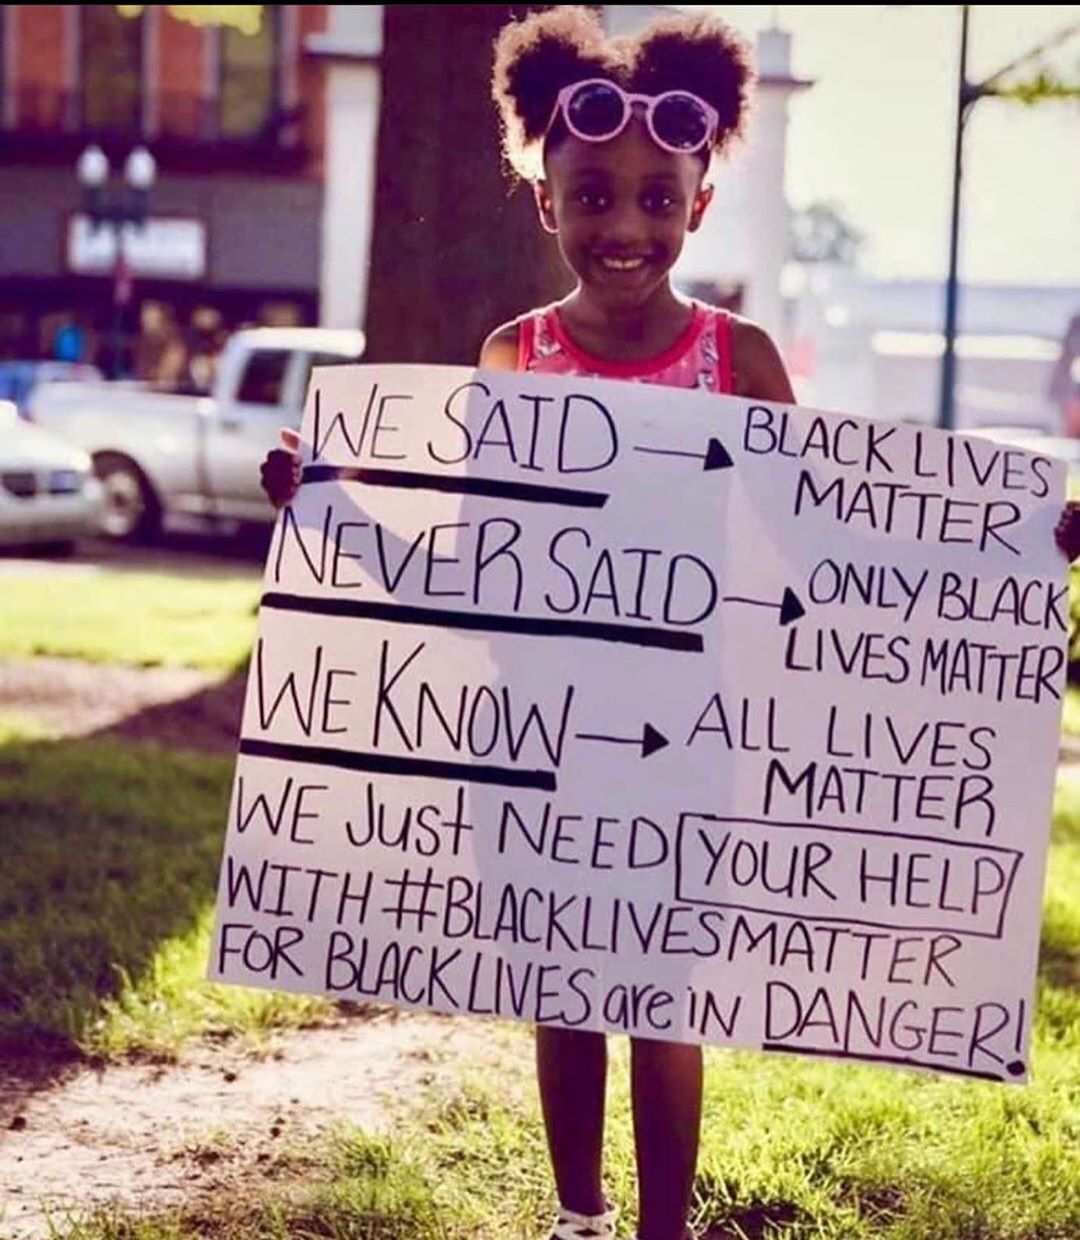 WE SAID → BLACK LIVES
MATTER
NEVER SAID → ONLY BLACK
LIVES MATTER
WE KNOW → ALL LIVES
MATTER
WE Just NEED YOUR HELP
WITH #BLACKLIVESMATTER
FOR BLACK LIVES are IN DANGER!